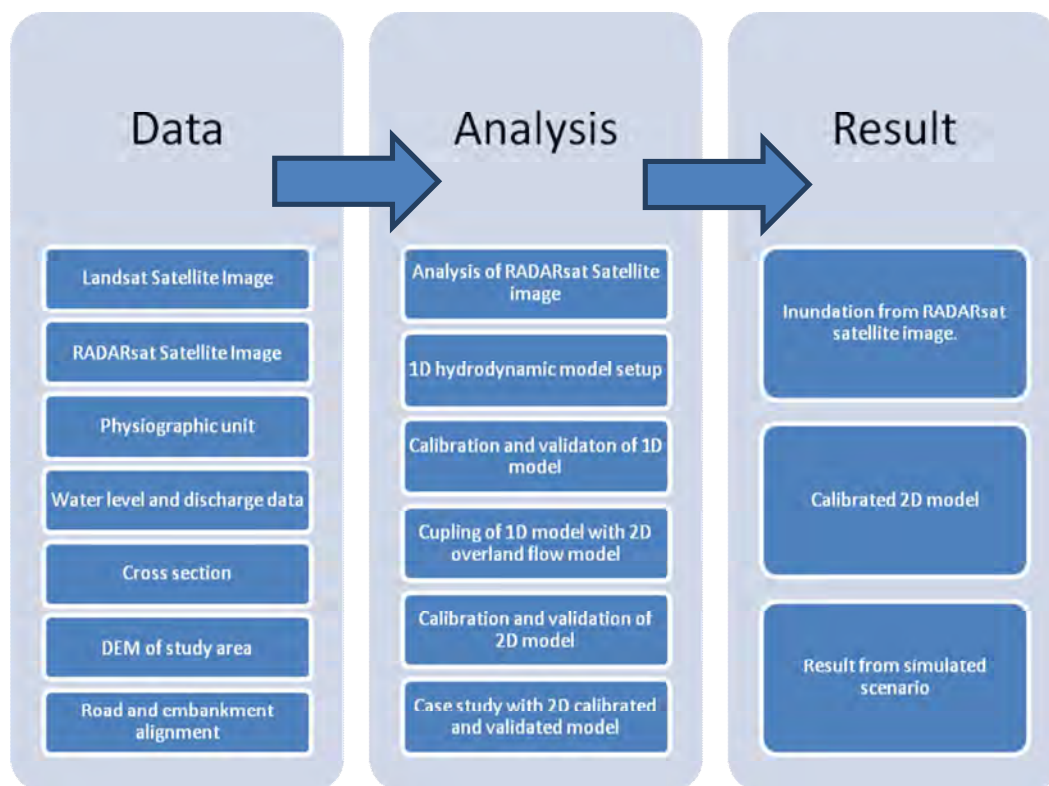 Data
Landsat Satellite Image
RADARsat Satellite Image
Physiographic unit
Water level and discharge data
Cross section
DEM of study area
Road and embankment
alignment
Analysis
Analysis of RADARsat Satellite
image
1D hydrodynamic model setup
Calibration and validaton of 1D
model
Cupling of 1D model with 2D
overland flow model
Calibration and validation of
2D model
Case study with 2D calibrated
and validated model
Result
Inundation from RADARsat
satellite image.
Calibrated 2D model
Result from simulated
scenario